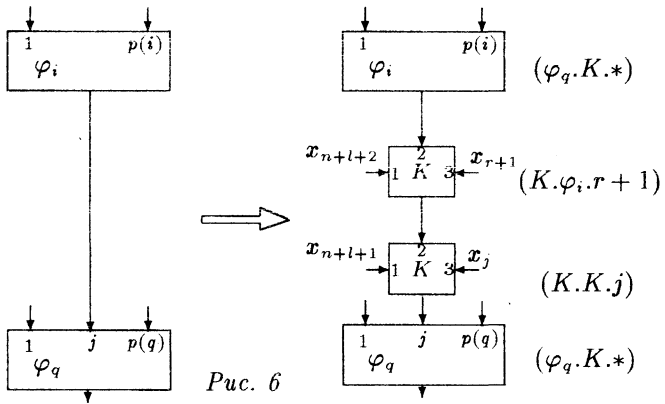 1 p(i) 1 p(i)
φ_i φ_i (φ_q.K.*)
x_{n+l+2} 2 x_{r+1}
1 K 3 (K.φ_i.r + 1)
x_{n+l+1} 2 x_j
1 K 3 (K.K.j)
1 j p(q) 1 j p(q)
φ_q Рис. 6 φ_q (φ_q.K.*)